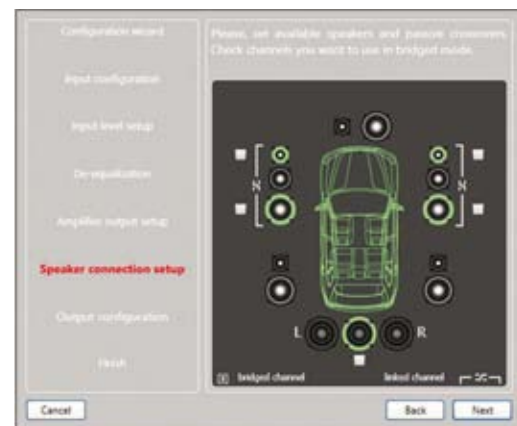 Configuration wizard
Input configuration
Input level setup
De-equalization
Amplifier output setup
Speaker connection setup
Output configuration
Finish
Please, set available speakers and passive crossovers.
Check channels you want to use in bridged mode.
L R
bridged channel linked channel
Cancel Back Next